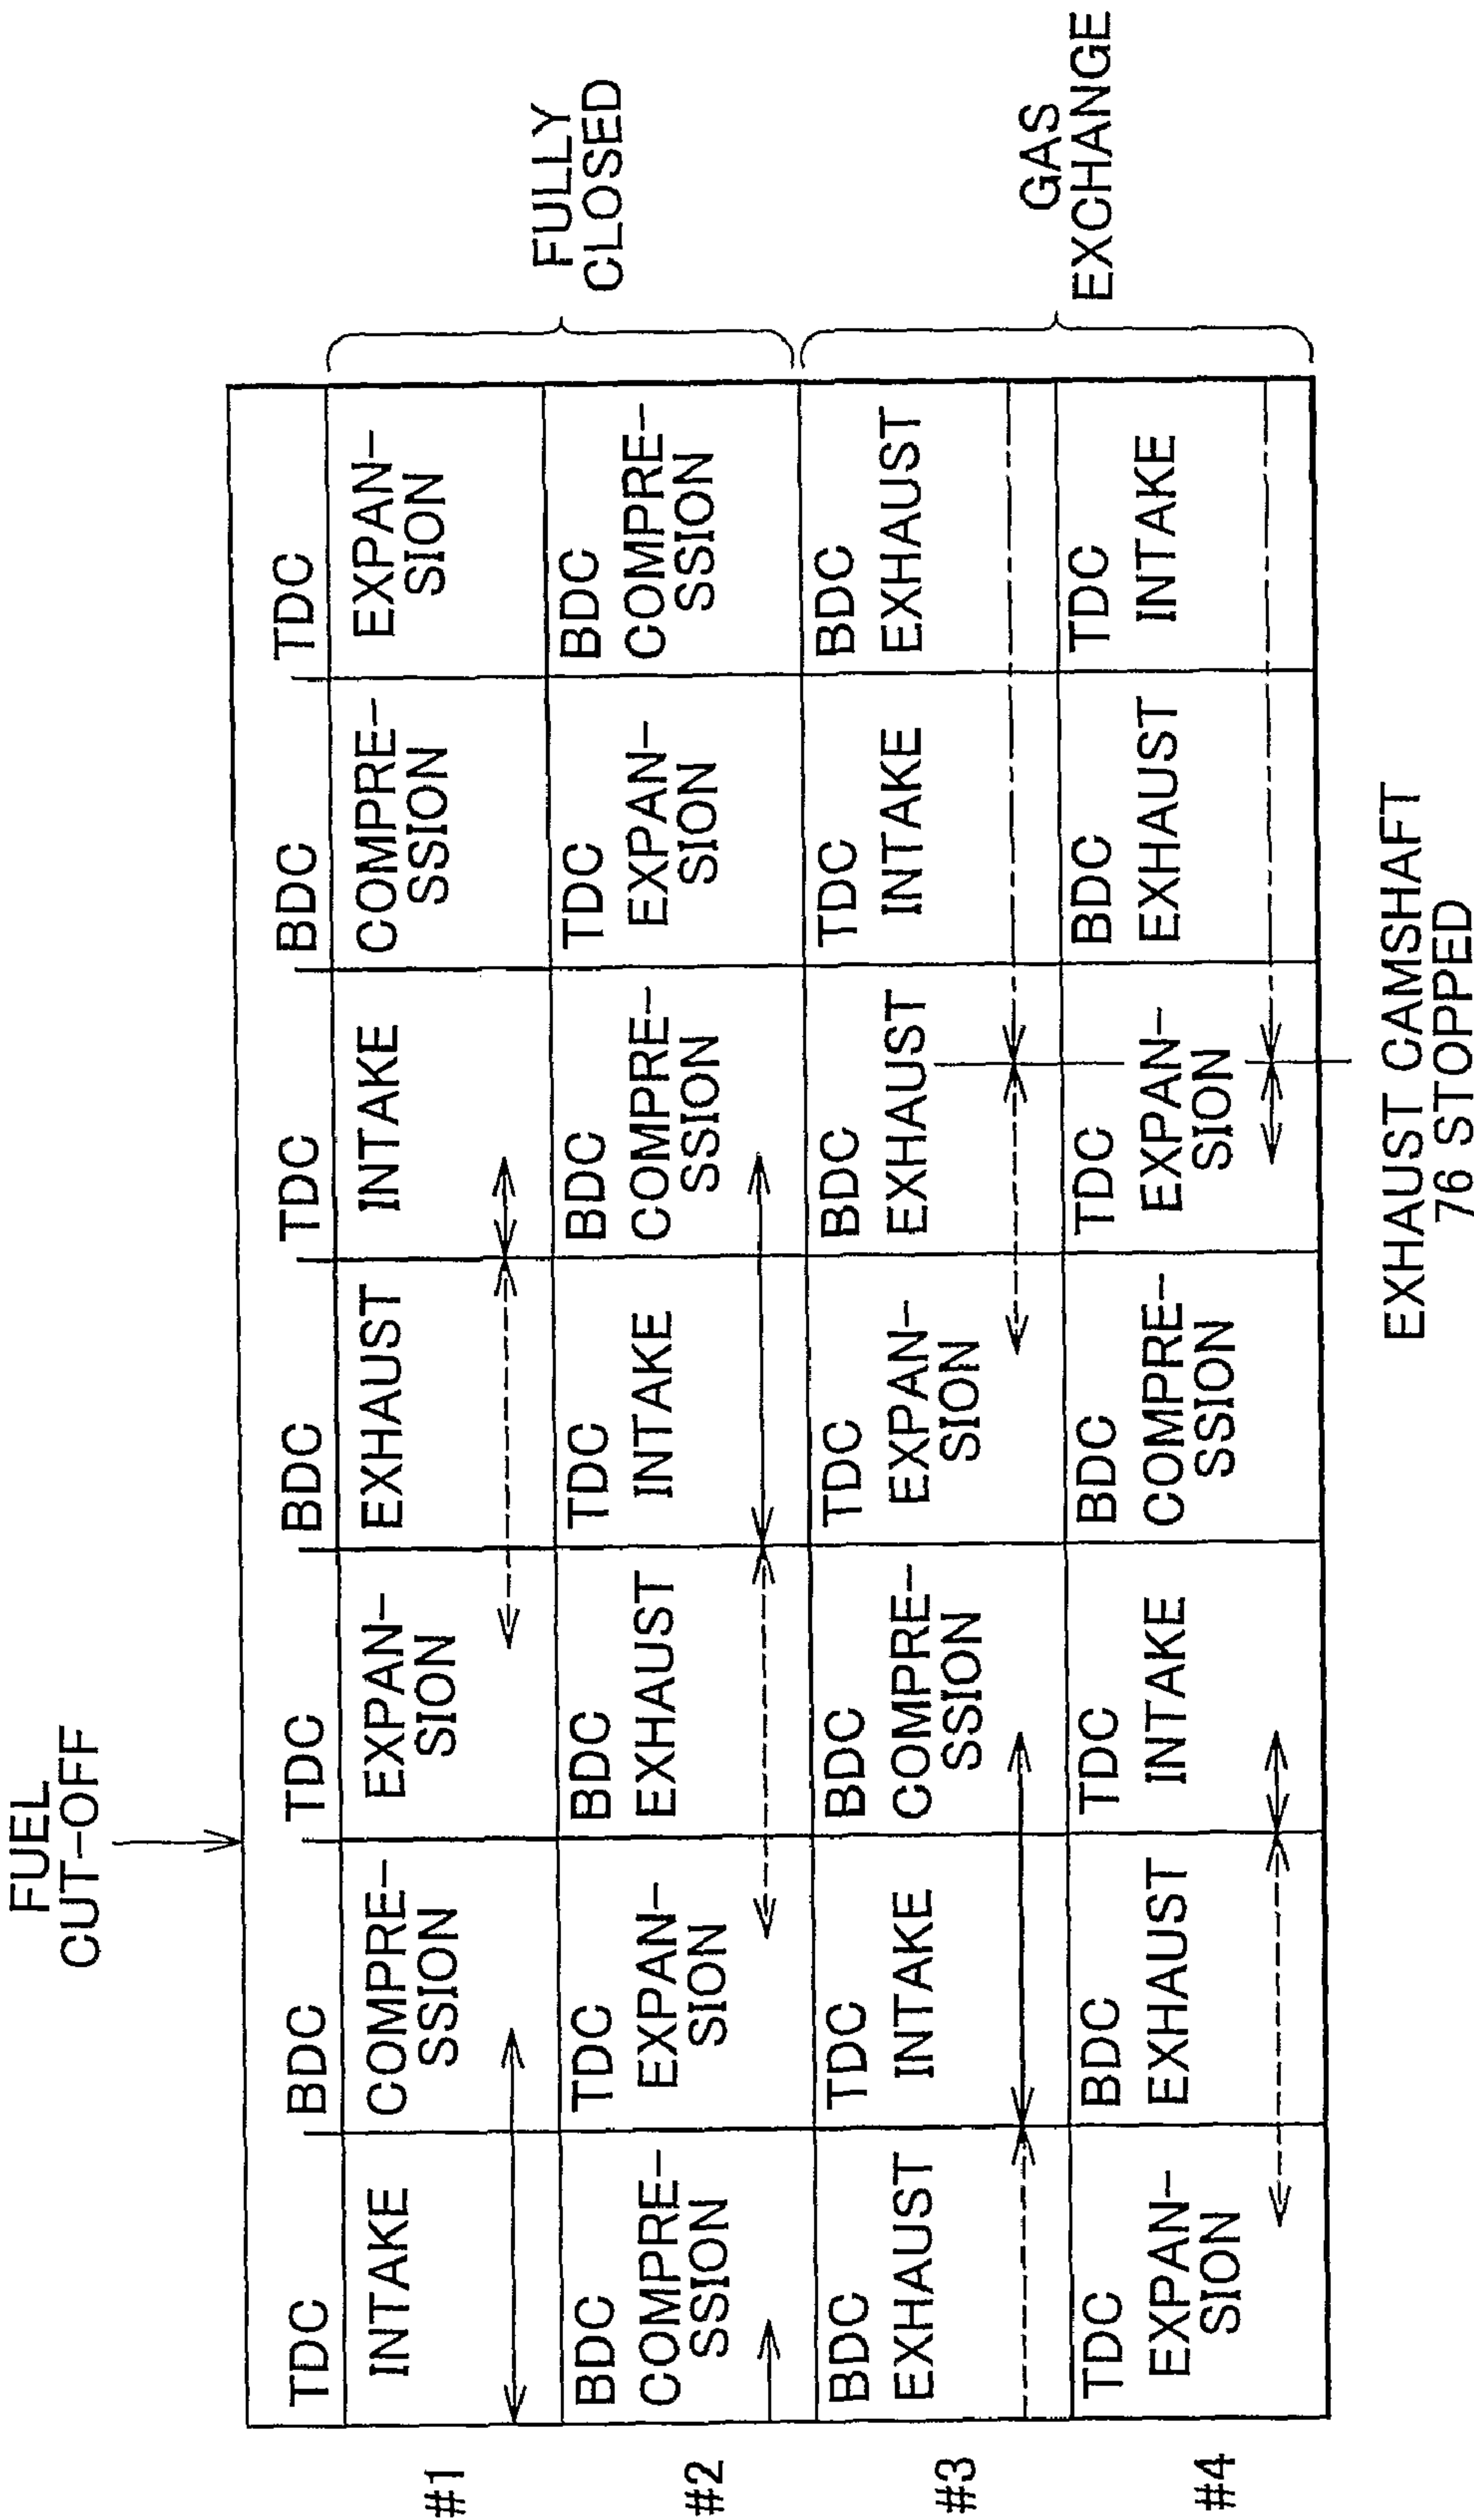 FUEL
CUT-OFF
TDC
BDC
TDC
BDC
TDC
BDC
TDC
#1
INTAKE
COMPRE-
SSION
EXPAN-
SION
EXHAUST
INTAKE
COMPRE-
SSION
EXPAN-
SION
FULLY
CLOSED
#2
BDC
COMPRE-
SSION
TDC
EXPAN-
SION
BDC
EXHAUST
TDC
INTAKE
BDC
COMPRE-
SSION
TDC
EXPAN-
SION
BDC
COMPRE-
SSION
#3
BDC
EXHAUST
TDC
INTAKE
BDC
COMPRE-
SSION
TDC
EXPAN-
SION
BDC
EXHAUST
TDC
INTAKE
BDC
EXHAUST
GAS
EXCHANGE
#4
TDC
EXPAN-
SION
BDC
EXHAUST
TDC
INTAKE
BDC
COMPRE-
SSION
TDC
EXPAN-
SION
BDC
EXHAUST
TDC
INTAKE
EXHAUST CAMSHAFT
76 STOPPED